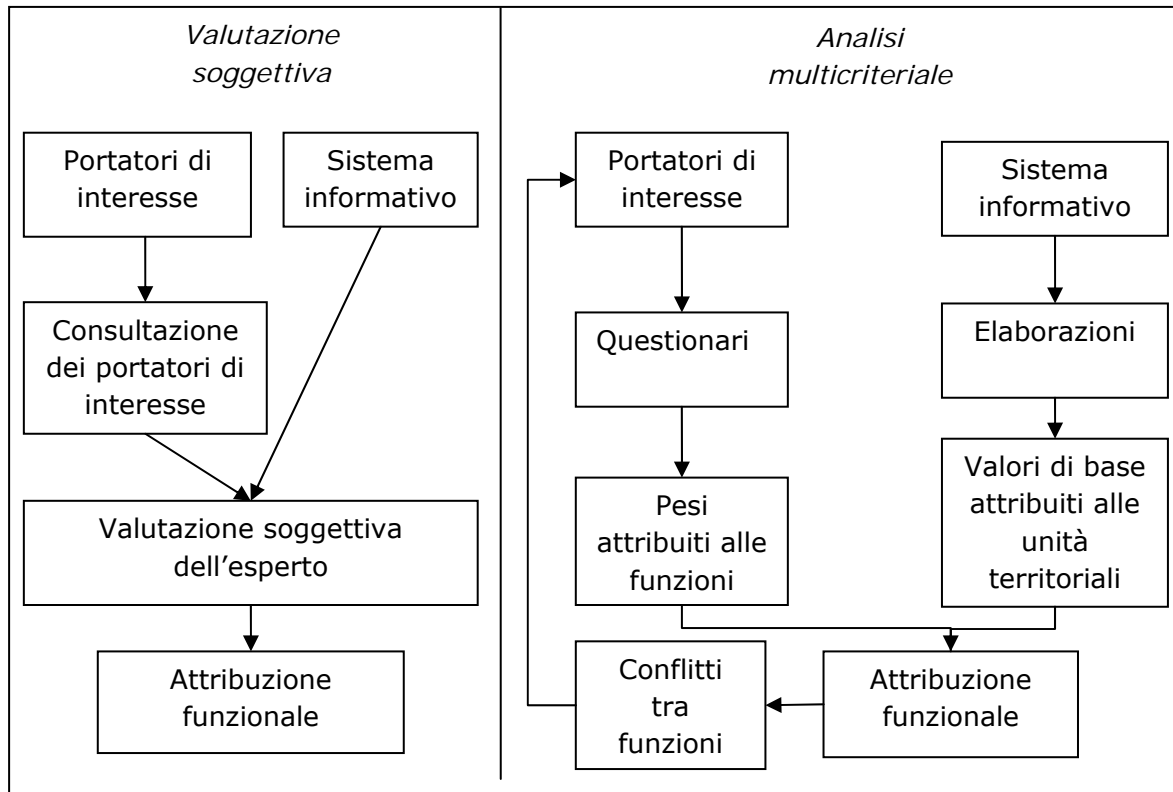 Valutazione
soggettiva
Portatori di
interesse
Sistema
informativo
Consultazione
dei portatori di
interesse
Valutazione soggettiva
dell’esperto
Attribuzione
funzionale
Analisi
multicriteriale
Portatori di
interesse
Sistema
informativo
Questionari
Elaborazioni
Pesi
attribuiti alle
funzioni
Valori di base
attribuiti alle
unità
territoriali
Conflitti
tra
funzioni
Attribuzione
funzionale